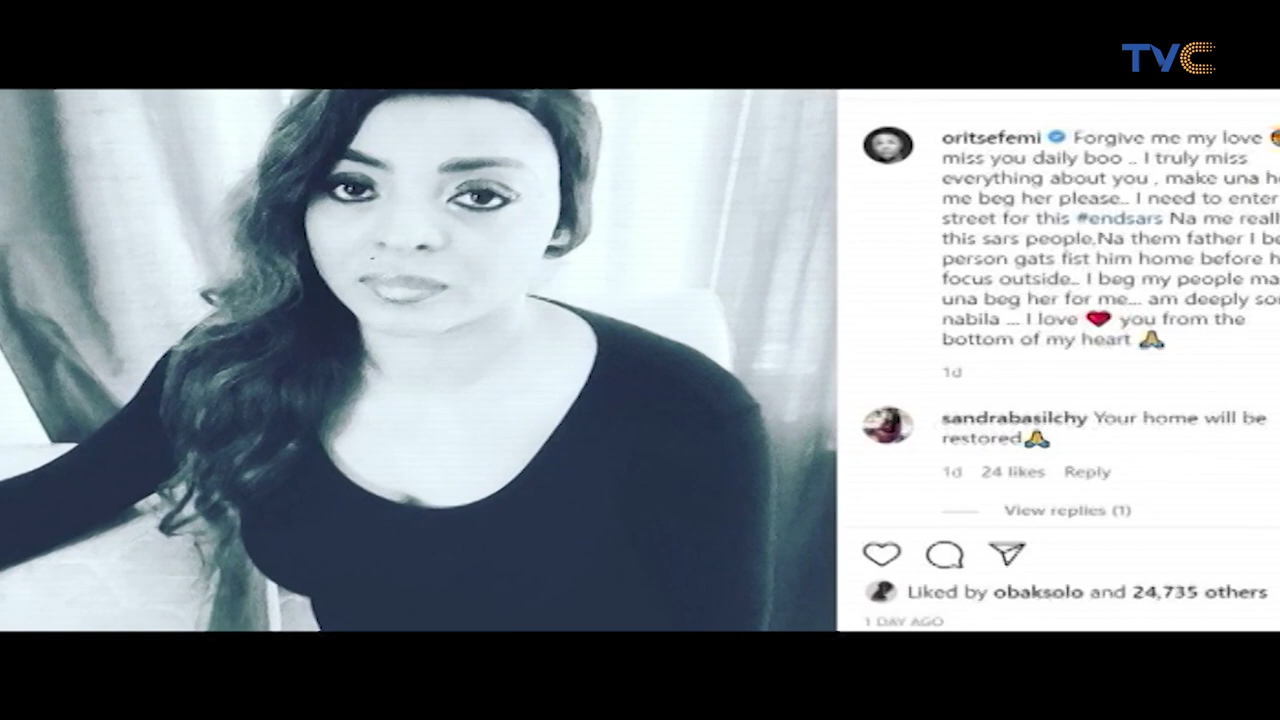 TVC
oritsefemi Forgive me my love
miss you daily boo .. I truly miss
everything about you , make una
me beg her please.. I need to enter
street for this #endsars Na me
this sars people,Na them father I
person gats fist him home before
focus outside.. I beg my people
una beg her for me... am deeply
nabila ... I love ❤️ you from the
bottom of my heart 🙏
1d
sandrabasilchy Your home will be
restored🙏
1d 24 likes Reply
View replies (1)
Liked by obaksolo and 24,735 others
1 DAY AGO